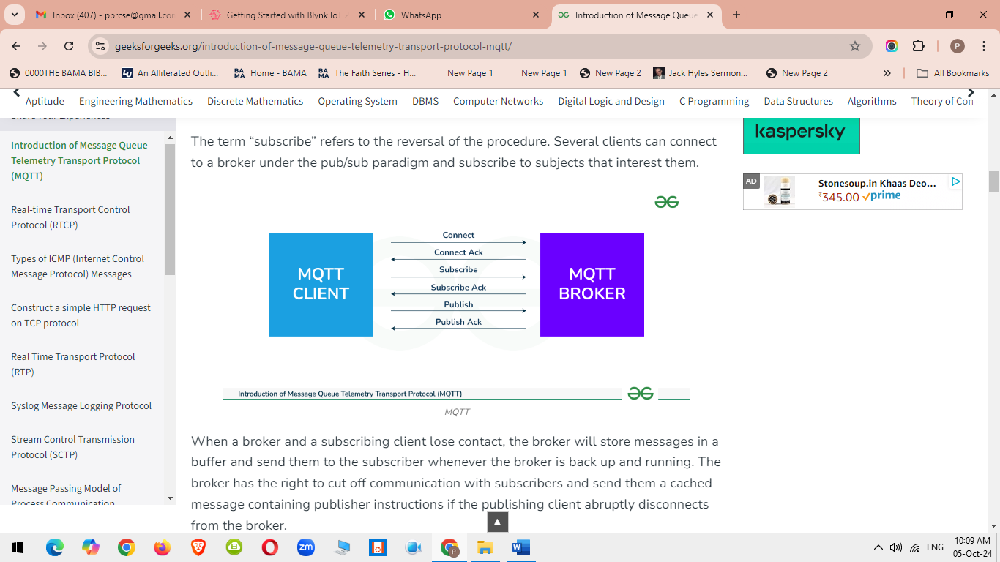 Inbox (407) - pbrcse@gmail.cor
Getting Started with Blynk IoT 2
WhatsApp
Introduction of Message Queue
geeksforgeeks.org/introduction-of-message-queue-telemetry-transport-protocol-mqtt/
P
0000THE BAMA BIB...
An Alliterated Outli...
BA MA Home - BAMA
BA MA The Faith Series - H...
New Page 1
New Page 1
New Page 2
Jack Hyles Sermon...
New Page 2
All Bookmarks
Aptitude
Engineering Mathematics
Discrete Mathematics
Operating System
DBMS
Computer Networks
Digital Logic and Design
C Programming
Data Structures
Algorithms
Theory of Con
Share Your Experiences
Introduction of Message Queue
Telemetry Transport Protocol
(MQTT)
Real-time Transport Control
Protocol (RTCP)
Types of ICMP (Internet Control
Message Protocol) Messages
Construct a simple HTTP request
on TCP protocol
Real Time Transport Protocol
(RTP)
Syslog Message Logging Protocol
Stream Control Transmission
Protocol (SCTP)
Message Passing Model of
Process Communication
The term “subscribe” refers to the reversal of the procedure. Several clients can connect
to a broker under the pub/sub paradigm and subscribe to subjects that interest them.
MQTT
CLIENT
Connect
Connect Ack
Subscribe
Subscribe Ack
Publish
Publish Ack
MQTT
BROKER
Introduction of Message Queue Telemetry Transport Protocol (MQTT)
MQTT
When a broker and a subscribing client lose contact, the broker will store messages in a
buffer and send them to the subscriber whenever the broker is back up and running. The
broker has the right to cut off communication with subscribers and send them a cached
message containing publisher instructions if the publishing client abruptly disconnects
from the broker.
kaspersky
AD
Stonesoup.in Khaas Deo...
₹345.00 prime
zm
P
W
ENG
10:09 AM
05-Oct-24